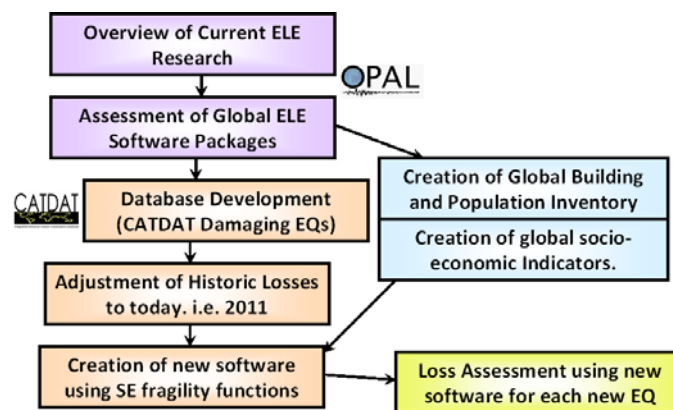 Overview of Current ELE
Research
OPAL
Assessment of Global ELE
Software Packages
CATDAT
Database Development
(CATDAT Damaging EQs)
Creation of Global Building
and Population Inventory
Creation of global socio-
economic Indicators.
Adjustment of Historic Losses
to today. i.e. 2011
Creation of new software
using SE fragility functions
Loss Assessment using new
software for each new EQ